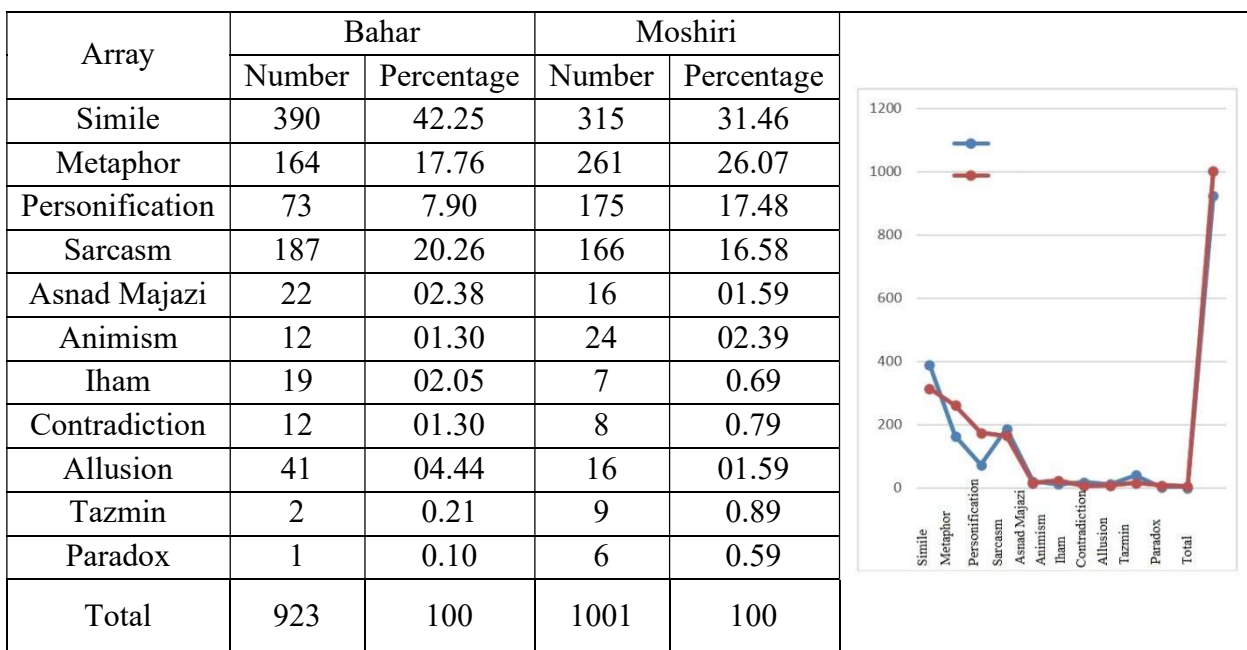 Array Bahar Moshiri
Number Percentage Number Percentage
Simile 390 42.25 315 31.46
Metaphor 164 17.76 261 26.07
Personification 73 7.90 175 17.48
Sarcasm 187 20.26 166 16.58
Asnad Majazi 22 02.38 16 01.59
Animism 12 01.30 24 02.39
Iham 19 02.05 7 0.69
Contradiction 12 01.30 8 0.79
Allusion 41 04.44 16 01.59
Tazmin 2 0.21 9 0.89
Paradox 1 0.10 6 0.59
Total 923 100 1001 100
1200
1000
800
600
400
200
0
Simile
Metaphor
Personification
Sarcasm
Asnad Majazi
Animism
Iham
Contradiction
Allusion
Tazmin
Paradox
Total